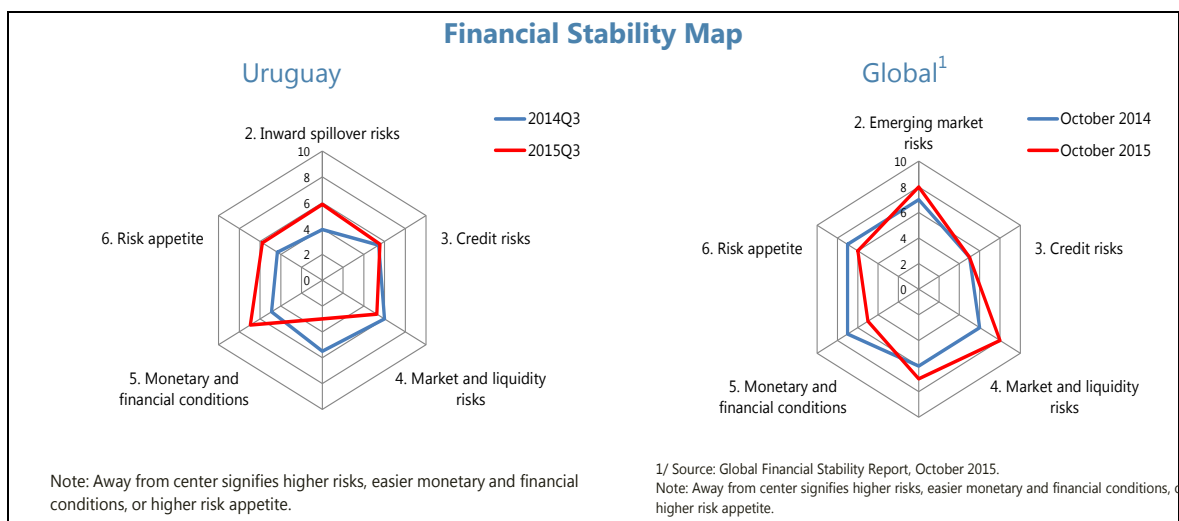 Financial Stability Map
Uruguay
2014Q3
2015Q3
2. Inward spillover risks
10
8
6
4
2
0
3. Credit risks
4. Market and liquidity
risks
5. Monetary and
financial conditions
6. Risk appetite
Note: Away from center signifies higher risks, easier monetary and financial
conditions, or higher risk appetite.
Global1
October 2014
October 2015
2. Emerging market
risks
10
8
6
4
2
0
3. Credit risks
4. Market and liquidity
risks
5. Monetary and
financial conditions
6. Risk appetite
1/ Source: Global Financial Stability Report, October 2015.
Note: Away from center signifies higher risks, easier monetary and financial conditions,
higher risk appetite.